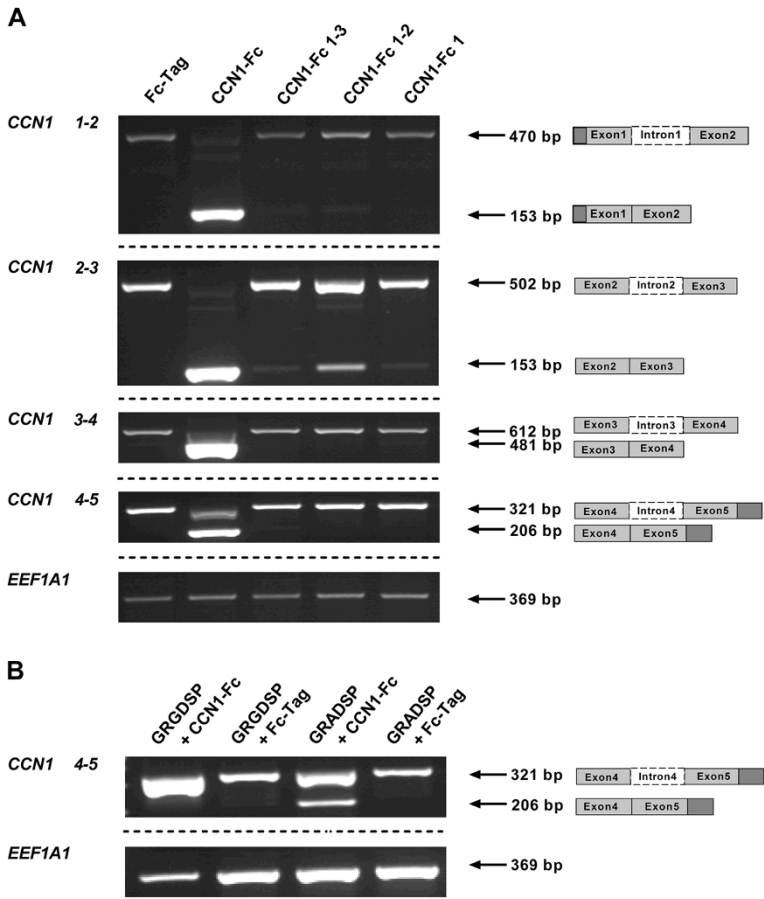 A
Fc-Tag
CCN1-Fc
CCN1-Fc 1-3
CCN1-Fc 1-2
CCN1-Fc 1
CCN1 1-2
470 bp
Exon1 Intron1 Exon2
153 bp
Exon1 Exon2
CCN1 2-3
502 bp
Exon2 Intron2 Exon3
153 bp
Exon2 Exon3
CCN1 3-4
612 bp
Exon3 Intron3 Exon4
481 bp
Exon3 Exon4
CCN1 4-5
321 bp
Exon4 Intron4 Exon5
206 bp
Exon4 Exon5
EEF1A1
369 bp
B
GRGDSP
+ CCN1-Fc
GRGDSP
+ Fc-Tag
GRADSP
+ CCN1-Fc
GRADSP
+ Fc-Tag
CCN1 4-5
321 bp
Exon4 Intron4 Exon5
206 bp
Exon4 Exon5
EEF1A1
369 bp